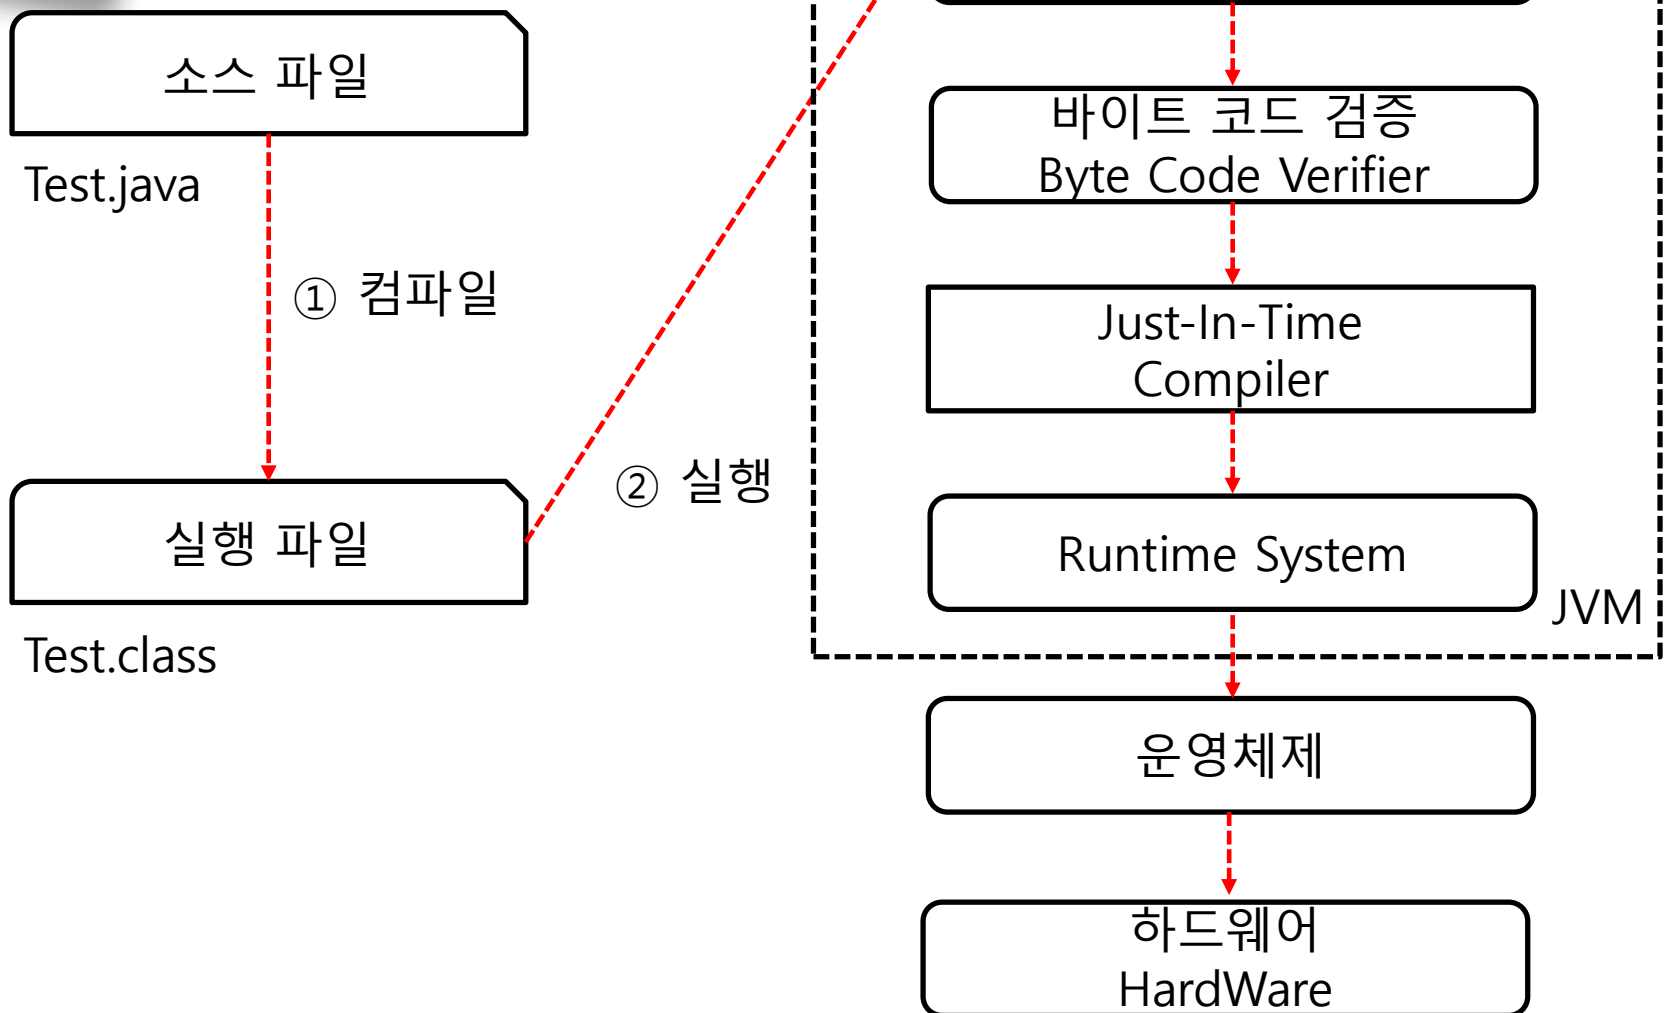 소스 파일
Test.java
① 컴파일
실행 파일
Test.class
② 실행
바이트 코드 검증
Byte Code Verifier
Just-In-Time
Compiler
Runtime System
JVM
운영체제
하드웨어
HardWare